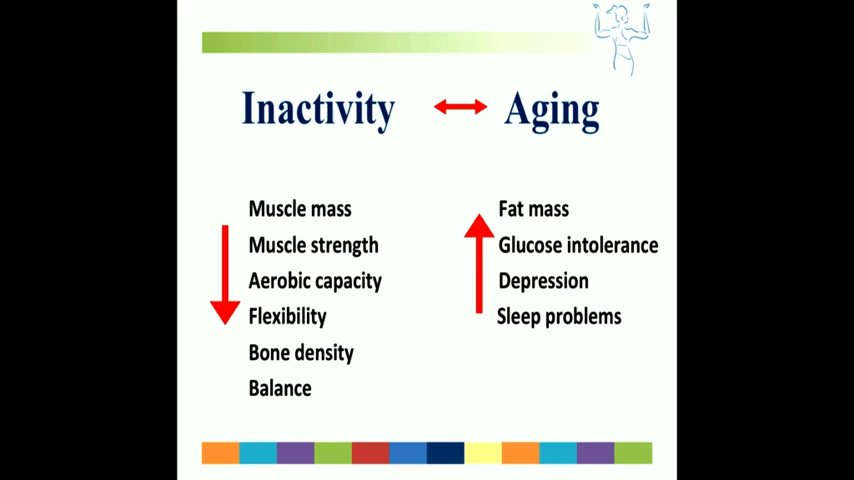 Inactivity Aging
Muscle mass
Muscle strength
Aerobic capacity
Flexibility
Bone density
Balance
Fat mass
Glucose intolerance
Depression
Sleep problems